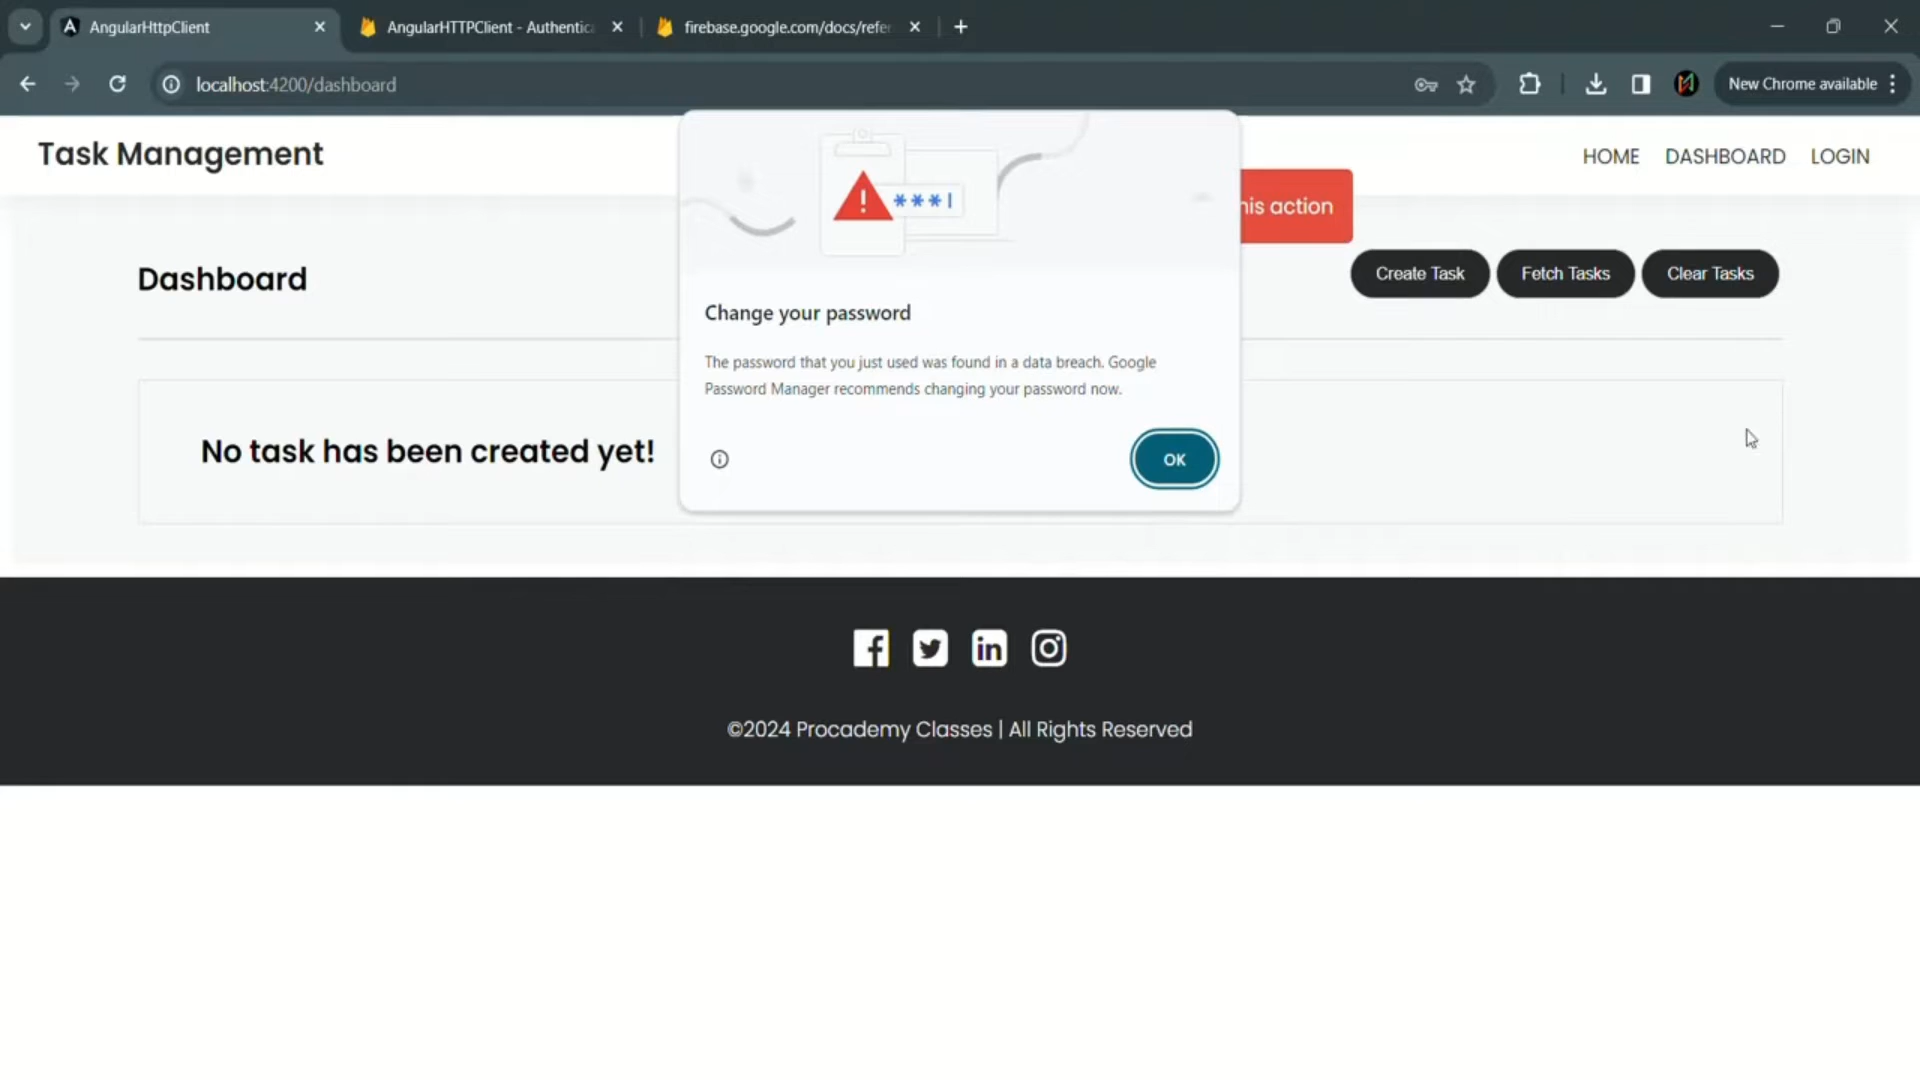 AngularHttpClient
AngularHTTPClient - Authentic
firebase.google.com/docs/refe
localhost:4200/dashboard
New Chrome available
Task Management
HOME
DASHBOARD
LOGIN
***
his action
Dashboard
Create Task
Fetch Tasks
Clear Tasks
Change your password
The password that you just used was found in a data breach. Google
Password Manager recommends changing your password now.
OK
No task has been created yet!
©2024 Procademy Classes | All Rights Reserved